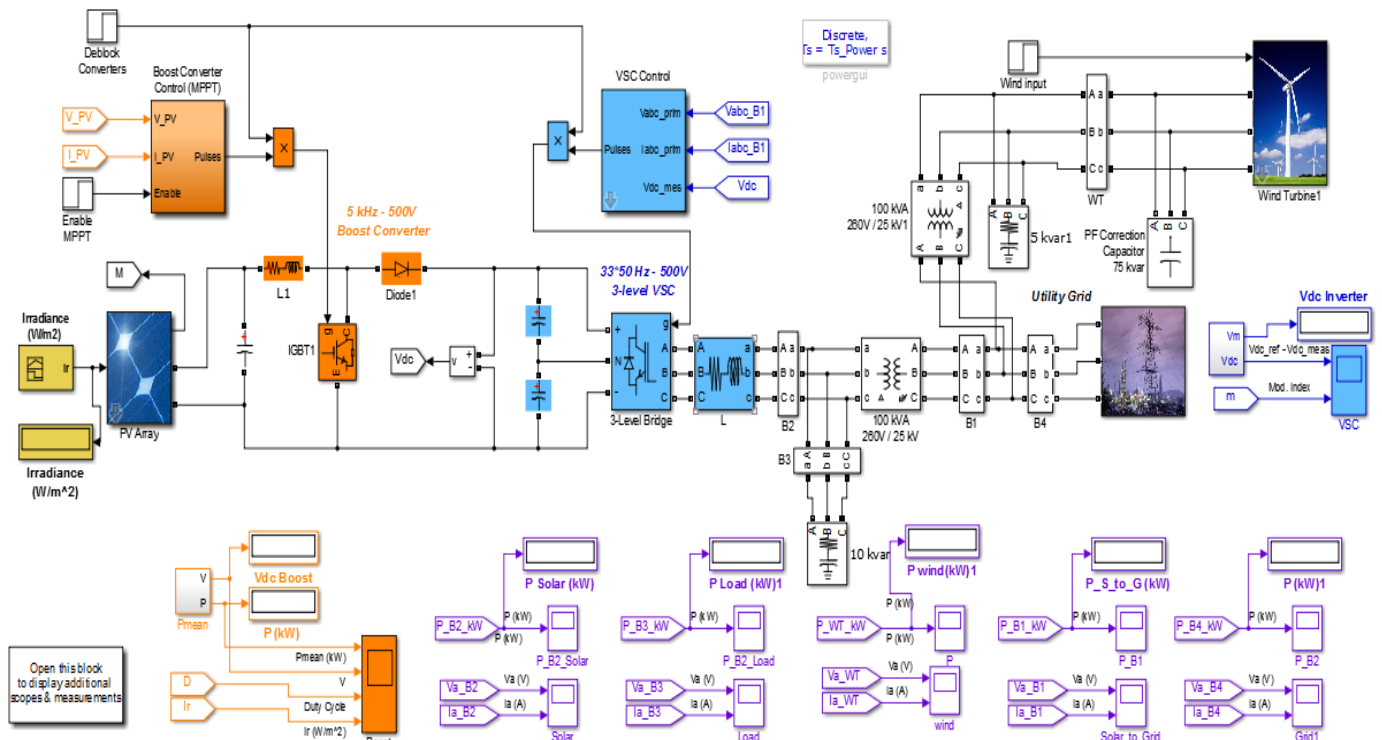 Debbok
Converters
Boost Converter
Control (MPPT)
V_PV
I_PV
V_PV
I_PV
Pulses
Enable
Enable
MPPT
X
5 kHz - 500V
Boost Converter
VSC Control
Vabc_prim
Iabc_prim
Pulses
Vdc_mes
Vabc_B1
Iabc_B1
Vdc
X
Discrete,
Ts = Ts_Power s
powergui
Wind input
Wind Turbine1
A a
B b
C c
WT
a b c
A B C
100 kVA
260V / 25 kV1
A B C
5 kvar1
A B C
PF Correction
Capacitor
75 kvar
M
Irradiance
(W/m2)
Ir
PV Array
Irradiance
(W/m^2)
L1
g
C
E
IGBT1
Diode1
Vdc
v
+
-
33*50 Hz - 500V
3-level VSC
g
+
N
-
A
B
C
3-Level Bridge
A a
B b
C c
L
A a
B b
C c
B2
a A
b B
c C
100 kVA
260V / 25 kV
A a
B b
C c
B1
A a
B b
C c
B4
Utility Grid
B3
a A
b B
c C
A B C
10 kvar
Vdc Inverter
Vm
Vdc
Vdc_ref -Vdc_meas
m
Mod. Index
VSC
V
P
Pmean
Vdc Boost
P (kW)
Pmean (kW)
V
D
Duty Cycle
Ir
Ir (W/m^2)
Open this block
to display additional
scopes & measurements
P Solar (kW)
P_B2_kW
P (kW)
P (kW)
P_B2_Solar
Va_B2
Va (V)
Ia_B2
Ia (A)
Solar
P Load (kW)1
P_B3_kW
P (kW)
P_B2_Load
Va_B3
Va (V)
Ia_B3
Ia (A)
Load
P wind(kW)1
P (kW)
P_WT_kW
P (kW)
P
Va_WT
Va (V)
Ia_WT
Ia (A)
wind
P_S_to_G (kW)
P_B1_kW
P (kW)
P_B1
Va_B1
Va (V)
Ia_B1
Ia (A)
Solar_to_Grid
P (kW)1
P_B4_kW
P (kW)
P_B2
Va_B4
Va (V)
Ia_B4
Ia (A)
Grid1